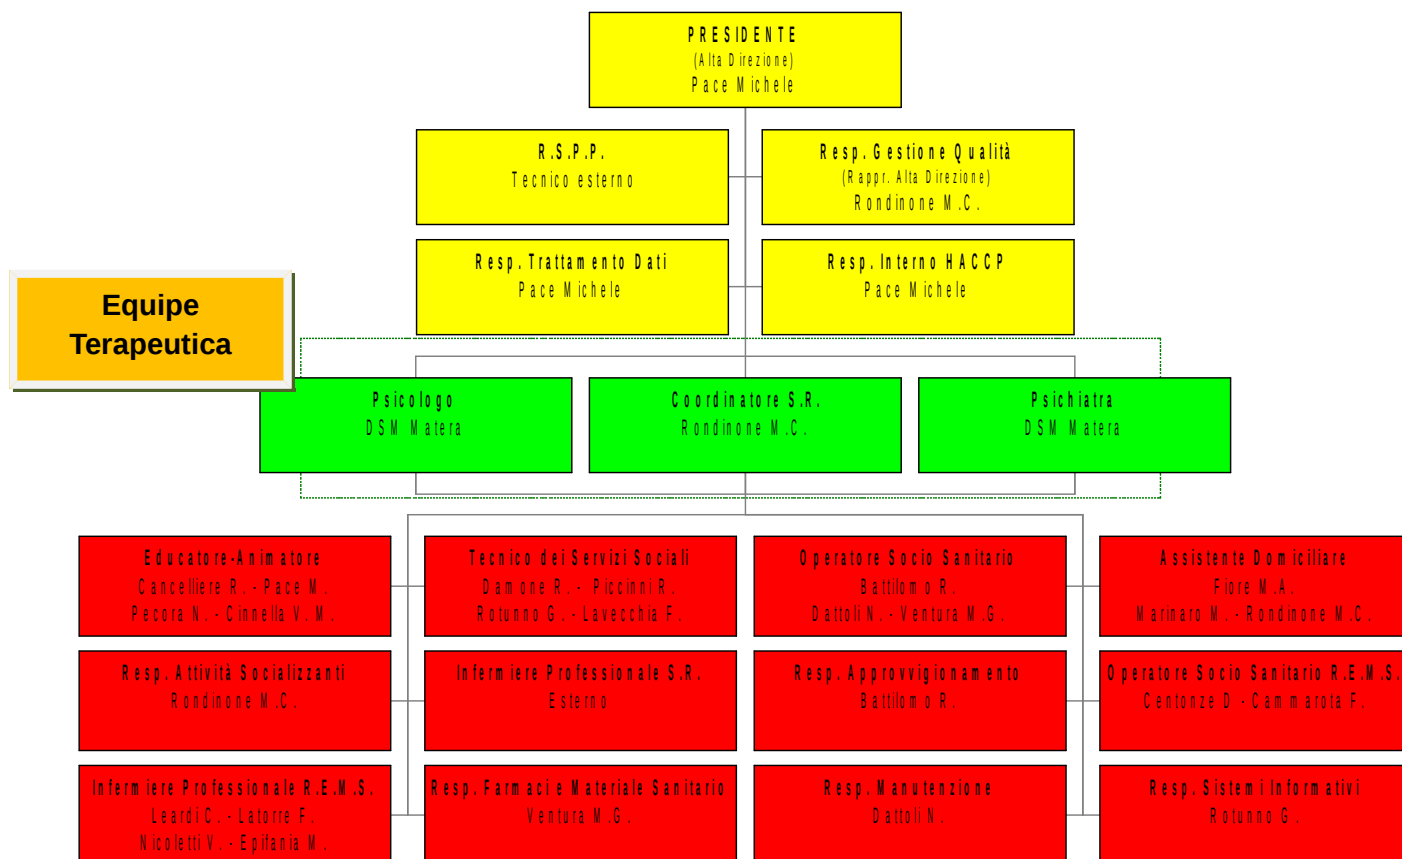 PRESIDENTE
(Alta Direzione)
Pace Michele
R.S.P.P.
Tecnico esterno
Resp. Gestione Qualità
(Rappr. Alta Direzione)
Rondinone M.C.
Resp. Trattamento Dati
Pace Michele
Resp. Interno HACCP
Pace Michele
Equipe
Terapeutica
Psicologo
DSM Matera
Coordinatore S.R.
Rondinone M.C.
Psichiatra
DSM Matera
Educatore-Animatore
Cancelliere R. - Pace M.
Pecora N. - Cinnella V. M.
Tecnico dei Servizi Sociali
Damone R. - Piccinni R.
Rotunno G. - Lavecchia F.
Operatore Socio Sanitario
Battilomo R.
Dattoli N. - Ventura M.G.
Assistente Domiciliare
Fiore M.A.
Marinaro M. - Rondinone M.C.
Resp. Attività Socializzanti
Rondinone M.C.
Infermiere Professionale S.R.
Esterno
Resp. Approvvigionamento
Battilomo R.
Operatore Socio Sanitario R.E.M.S.
Centonze D - Cammarota F.
Infermiere Professionale R.E.M.S.
Leardi C. - Latorre F.
Nicoletti V. - Epifania M.
Resp. Farmaci e Materiale Sanitario
Ventura M.G.
Resp. Manutenzione
Dattoli N.
Resp. Sistemi Informativi
Rotunno G.